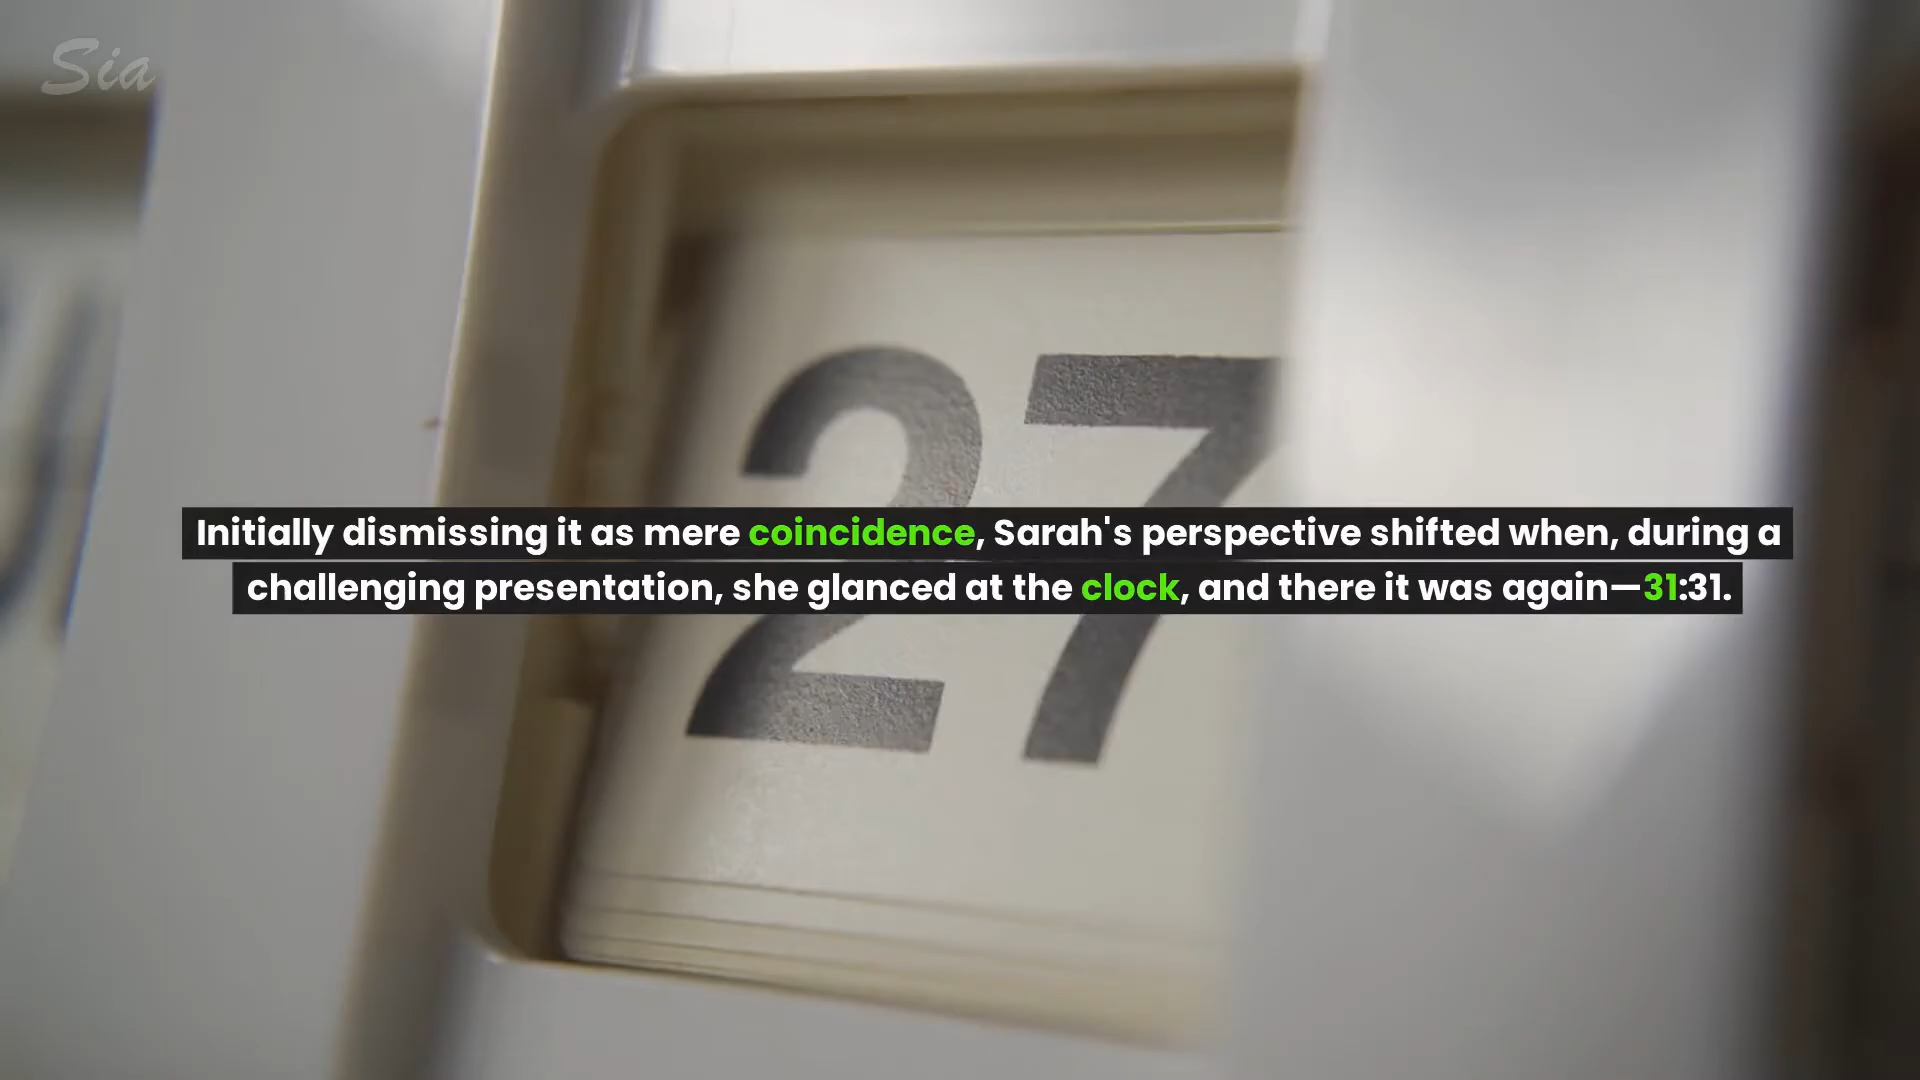 Sia
27
Initially dismissing it as mere coincidence, Sarah's perspective shifted when, during a
challenging presentation, she glanced at the clock, and there it was again—31:31.